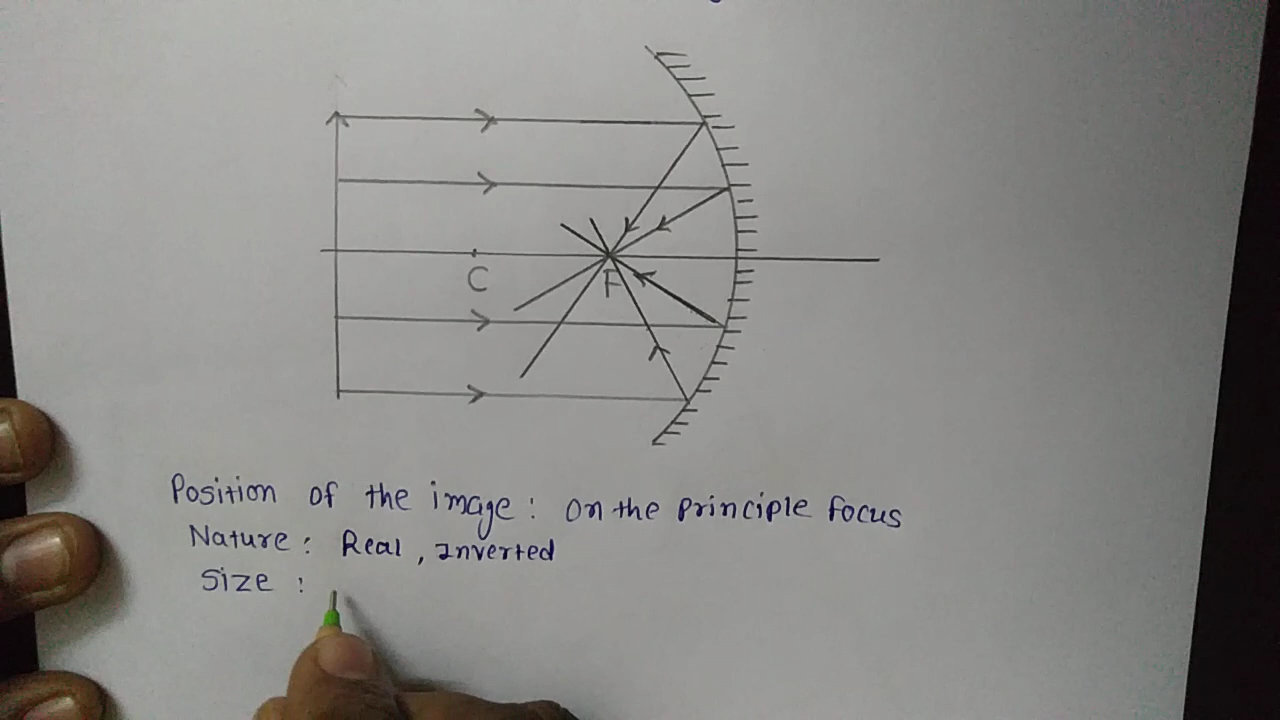 C
F
Position of the image : on the principle focus
Nature : Real , Inverted
Size :